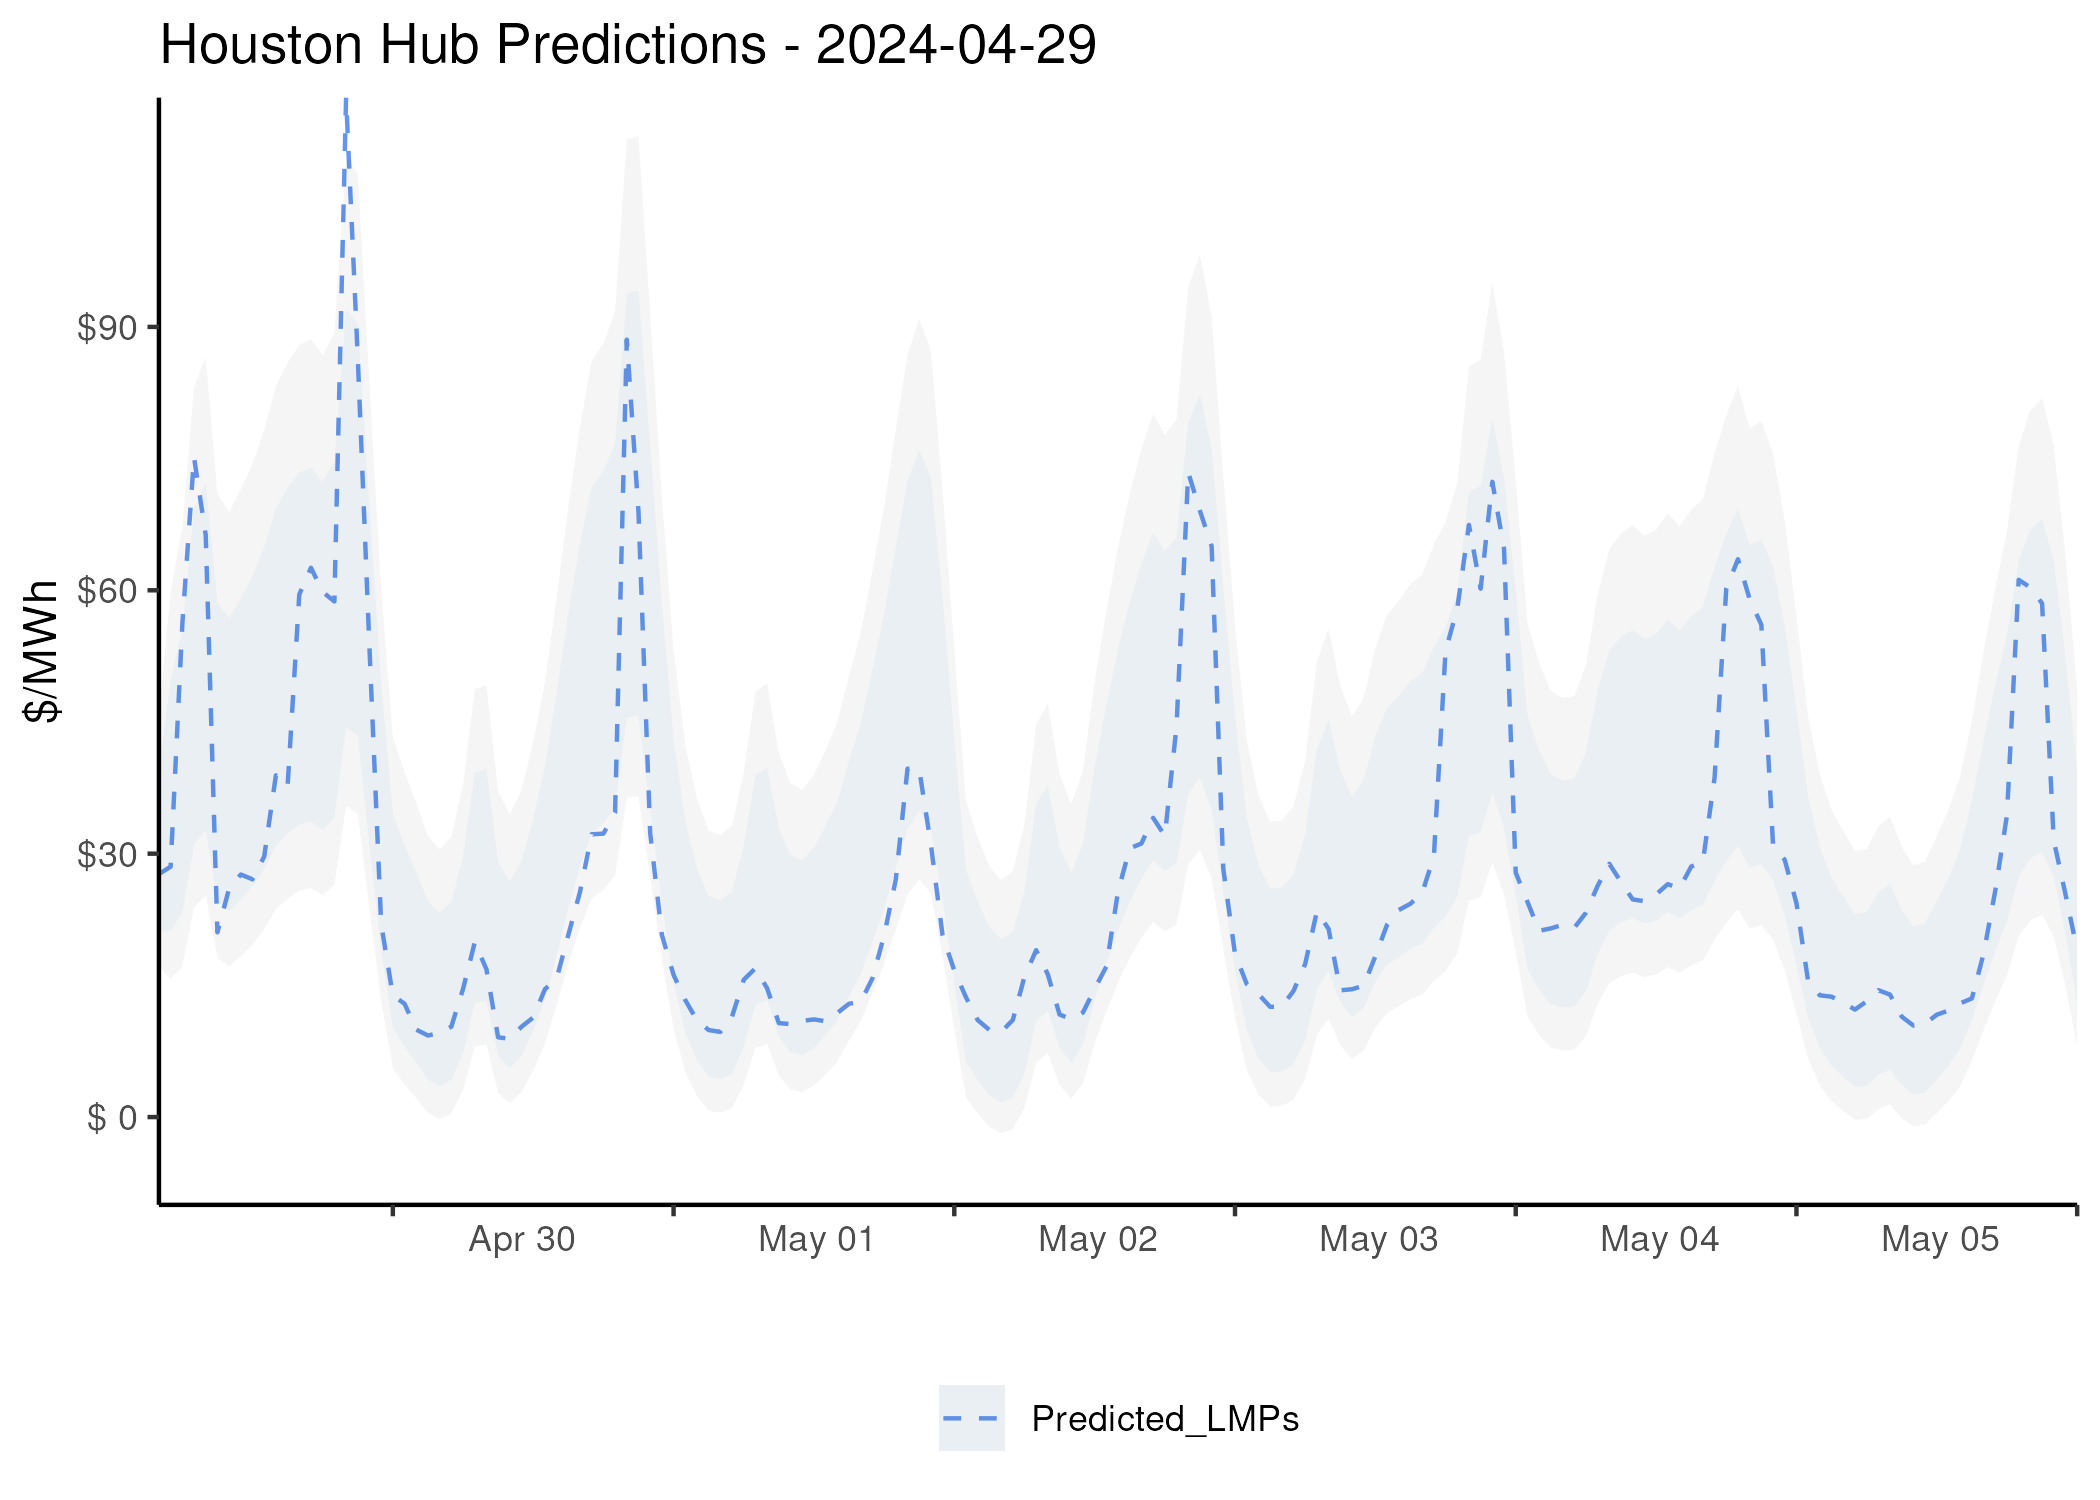 Houston Hub Predictions - 2024-04-29
$/MWh
$90
$60
$30
$ 0
Apr 30
May 01
May 02
May 03
May 04
May 05
Predicted_LMPs